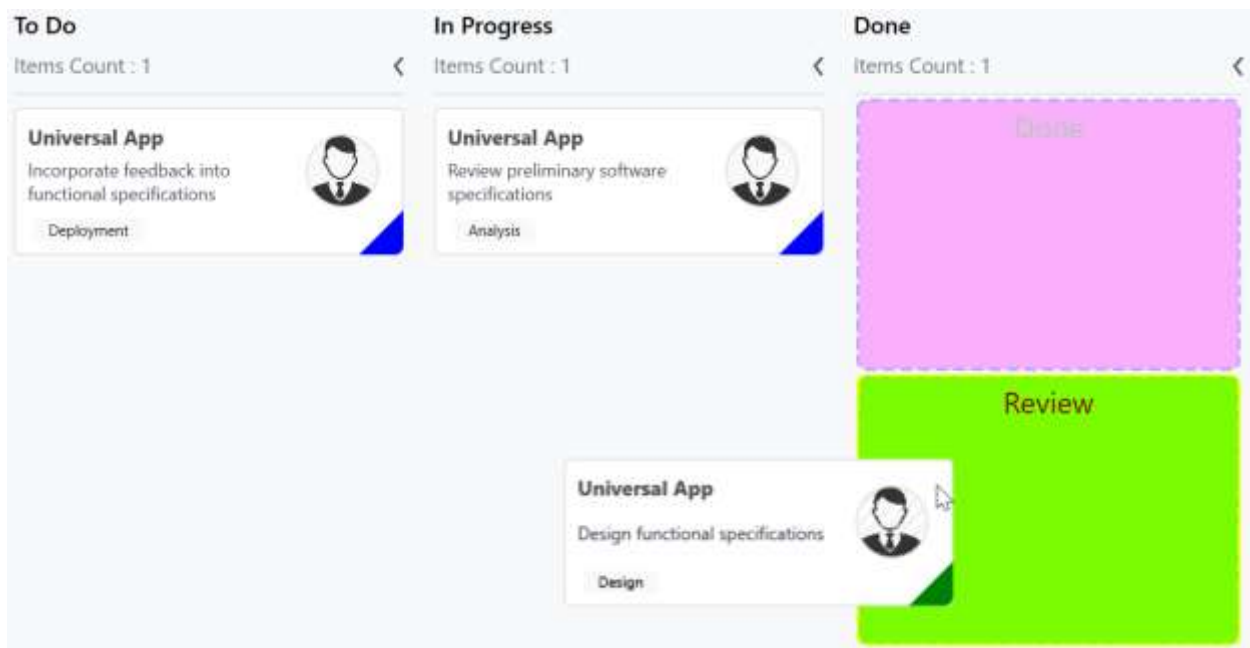 To Do
Items Count : 1
Universal App
Incorporate feedback into
functional specifications
Deployment
In Progress
Items Count : 1
Universal App
Review preliminary software
specifications
Analysis
Done
Items Count : 1
Done
Review
Universal App
Design functional specifications
Design